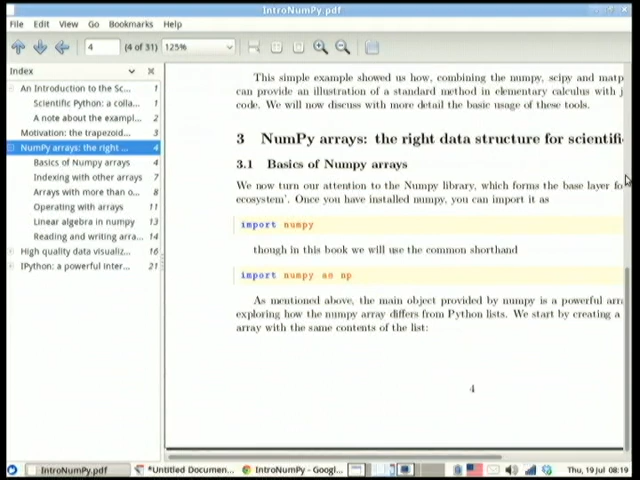 IntroNumPy.pdf
File Edit View Go Bookmarks Help
4 (4 of 31) 125%
Index
An Introduction to the Sc... 1
Scientific Python: a colla... 1
A note about the exampl... 2
Motivation: the trapezoid... 3
NumPy arrays: the right ... 4
Basics of Numpy arrays 4
Indexing with other arrays 7
Arrays with more than o... 8
Operating with arrays 11
Linear algebra in numpy 13
Reading and writing arra... 14
High quality data visualiz... 16
IPython: a powerful inter... 21
This simple example showed us how, combining the numpy, scipy and matp
can provide an illustration of a standard method in elementary calculus with j
code. We will now discuss with more detail the basic usage of these tools.
3 NumPy arrays: the right data structure for scientifi
3.1 Basics of Numpy arrays
We now turn our attention to the Numpy library, which forms the base layer fo
ecosystem'. Once you have installed numpy, you can import it as
import numpy
though in this book we will use the common shorthand
import numpy as np
As mentioned above, the main object provided by numpy is a powerful arra
exploring how the numpy array differs from Python lists. We start by creating a
array with the same contents of the list:
4
IntroNumPy.pdf *Untitled Documen... IntroNumPy - Googl... Thu, 19 Jul 08:19